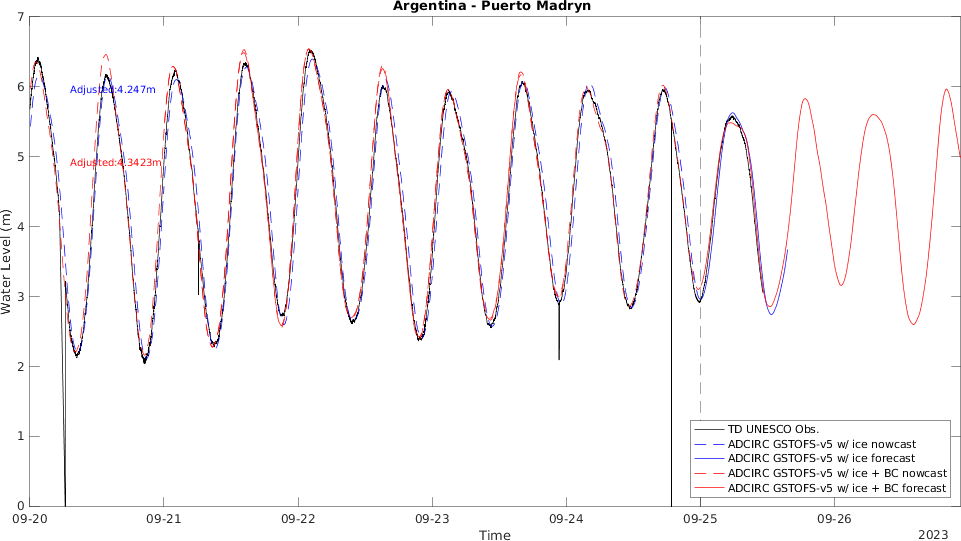 Argentina - Puerto Madryn
7
6
5
4
3
2
1
0
Water Level (m)
Adjusted:4.247m
Adjusted:4.3423m
TD UNESCO Obs.
ADCIRC GSTOFS-v5 w/ ice nowcast
ADCIRC GSTOFS-v5 w/ ice forecast
ADCIRC GSTOFS-v5 w/ ice + BC nowcast
ADCIRC GSTOFS-v5 w/ ice + BC forecast
09-20 09-21 09-22 09-23 09-24 09-25 09-26
Time
2023